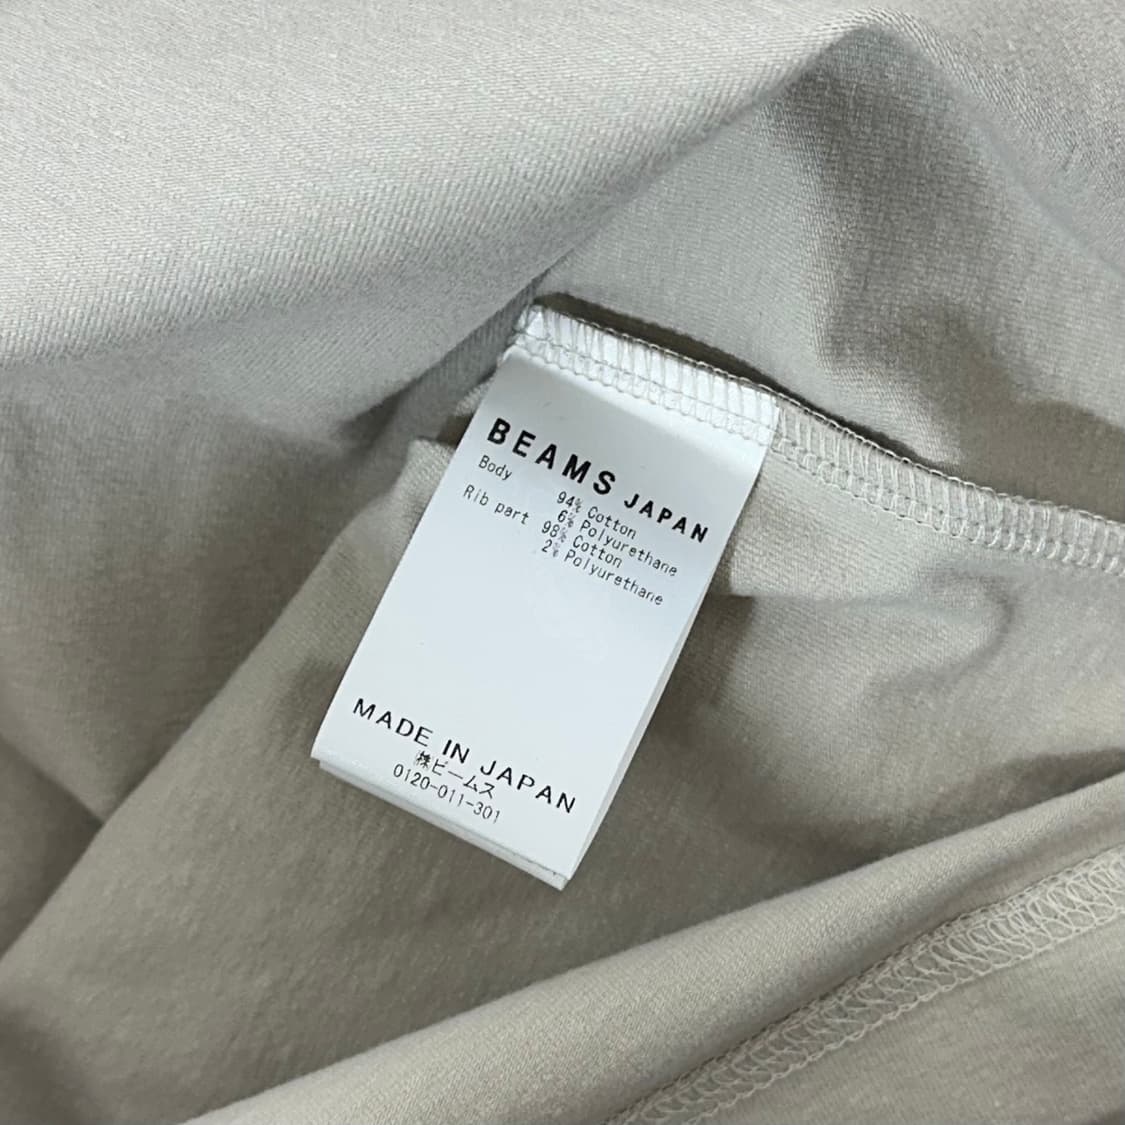 BEAMS JAPAN
Body 94% Cotton
6% Polyurethane
Rib part 98% Cotton
2% Polyurethane
MADE IN JAPAN
㈱ビームス
0120-011-301